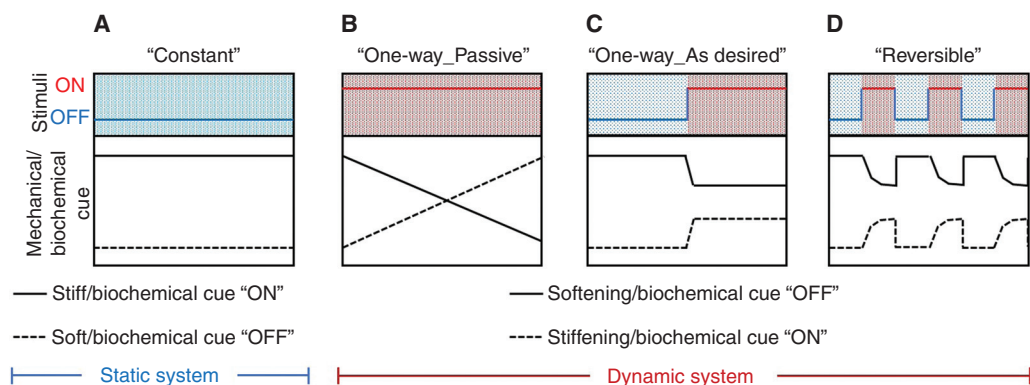 A
B
C
D
“Constant”
“One-way_Passive”
“One-way_As desired”
“Reversible”
Stimuli
ON
OFF
Mechanical/
biochemical
cue
Stiff/biochemical cue “ON”
Softening/biochemical cue “OFF”
Soft/biochemical cue “OFF”
Stiffening/biochemical cue “ON”
Static system
Dynamic system